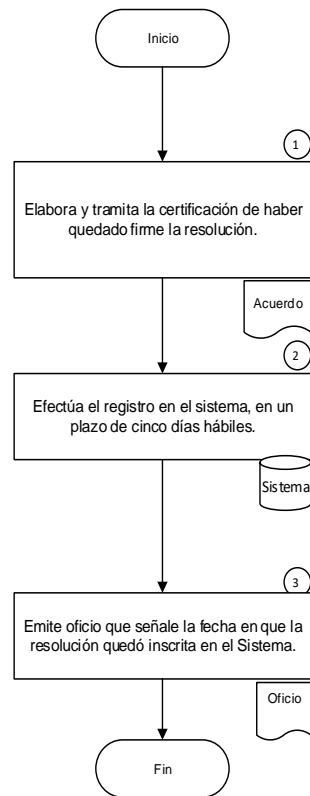 Inicio
1
Elabora y tramita la certificación de haber
quedado firme la resolución.
Acuerdo
2
Efectúa el registro en el sistema, en un
plazo de cinco días hábiles.
Sistema
3
Emite oficio que señale la fecha en que la
resolución quedó inscrita en el Sistema.
Oficio
Fin